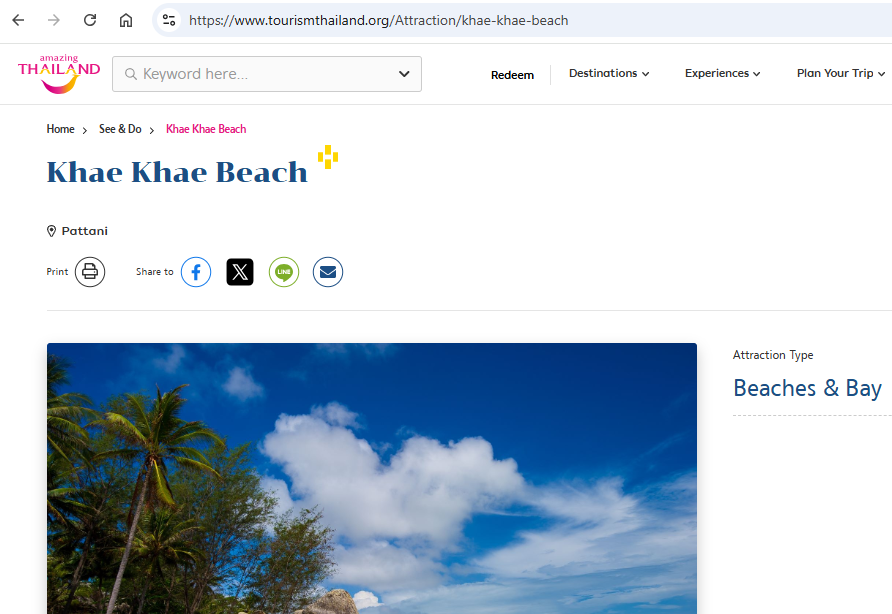 https://www.tourismthailand.org/Attraction/khae-khae-beach
amazing
THAILAND
Keyword here...
Redeem
Destinations
Experiences
Plan Your Trip
Home > See & Do > Khae Khae Beach
Khae Khae Beach
Pattani
Print
Share to
LINE
Attraction Type
Beaches & Bay